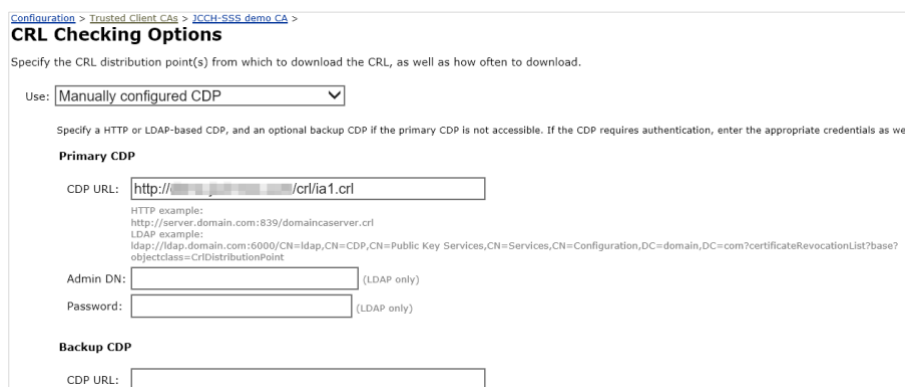 Configuration > Trusted Client CAs > JCCH-SSS demo CA >
CRL Checking Options
Specify the CRL distribution point(s) from which to download the CRL, as well as how often to download.
Use: Manually configured CDP
Specify a HTTP or LDAP-based CDP, and an optional backup CDP if the primary CDP is not accessible. If the CDP requires authentication, enter the appropriate credentials as we
Primary CDP
CDP URL: http:// /crl/ia1.crl
HTTP example:
http://server.domain.com:839/domaincaserver.crl
LDAP example:
ldap://ldap.domain.com:6000/CN=ldap,CN=CDP,CN=Public Key Services,CN=Services,CN=Configuration,DC=domain,DC=com?certificateRevocationList?base?
objectclass=CrlDistributionPoint
Admin DN: (LDAP only)
Password: (LDAP only)
Backup CDP
CDP URL: